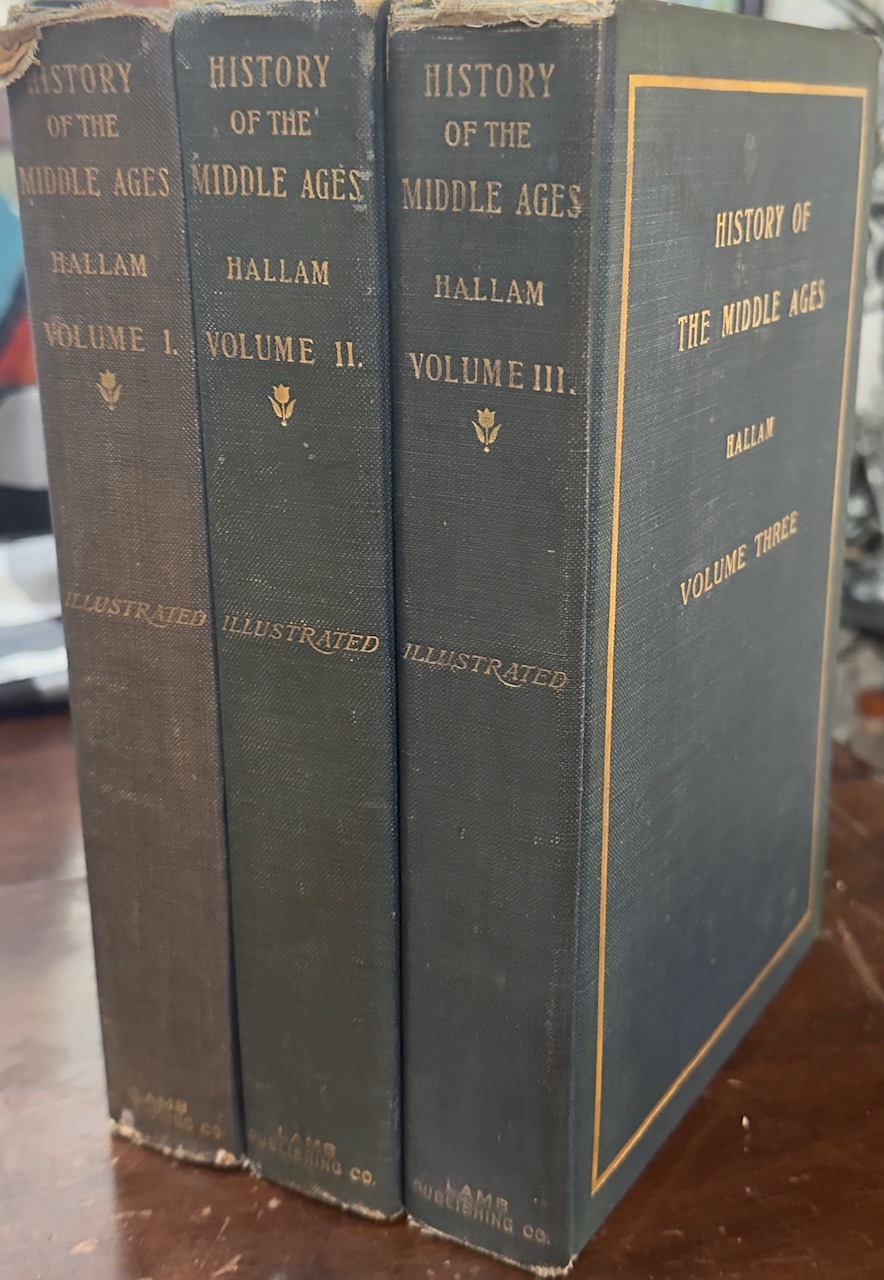 HISTORY
OF THE
MIDDLE AGES
HALLAM
VOLUME I.
ILLUSTRATED
LAMB
HISTORY
OF THE
MIDDLE AGES
HALLAM
VOLUME II.
ILLUSTRATED
LAMB
PUBLISHING CO.
HISTORY
OF THE
MIDDLE AGES
HALLAM
VOLUME III.
ILLUSTRATED
LAMB
PUBLISHING CO.
HISTORY OF
THE MIDDLE AGES
HALLAM
VOLUME THREE